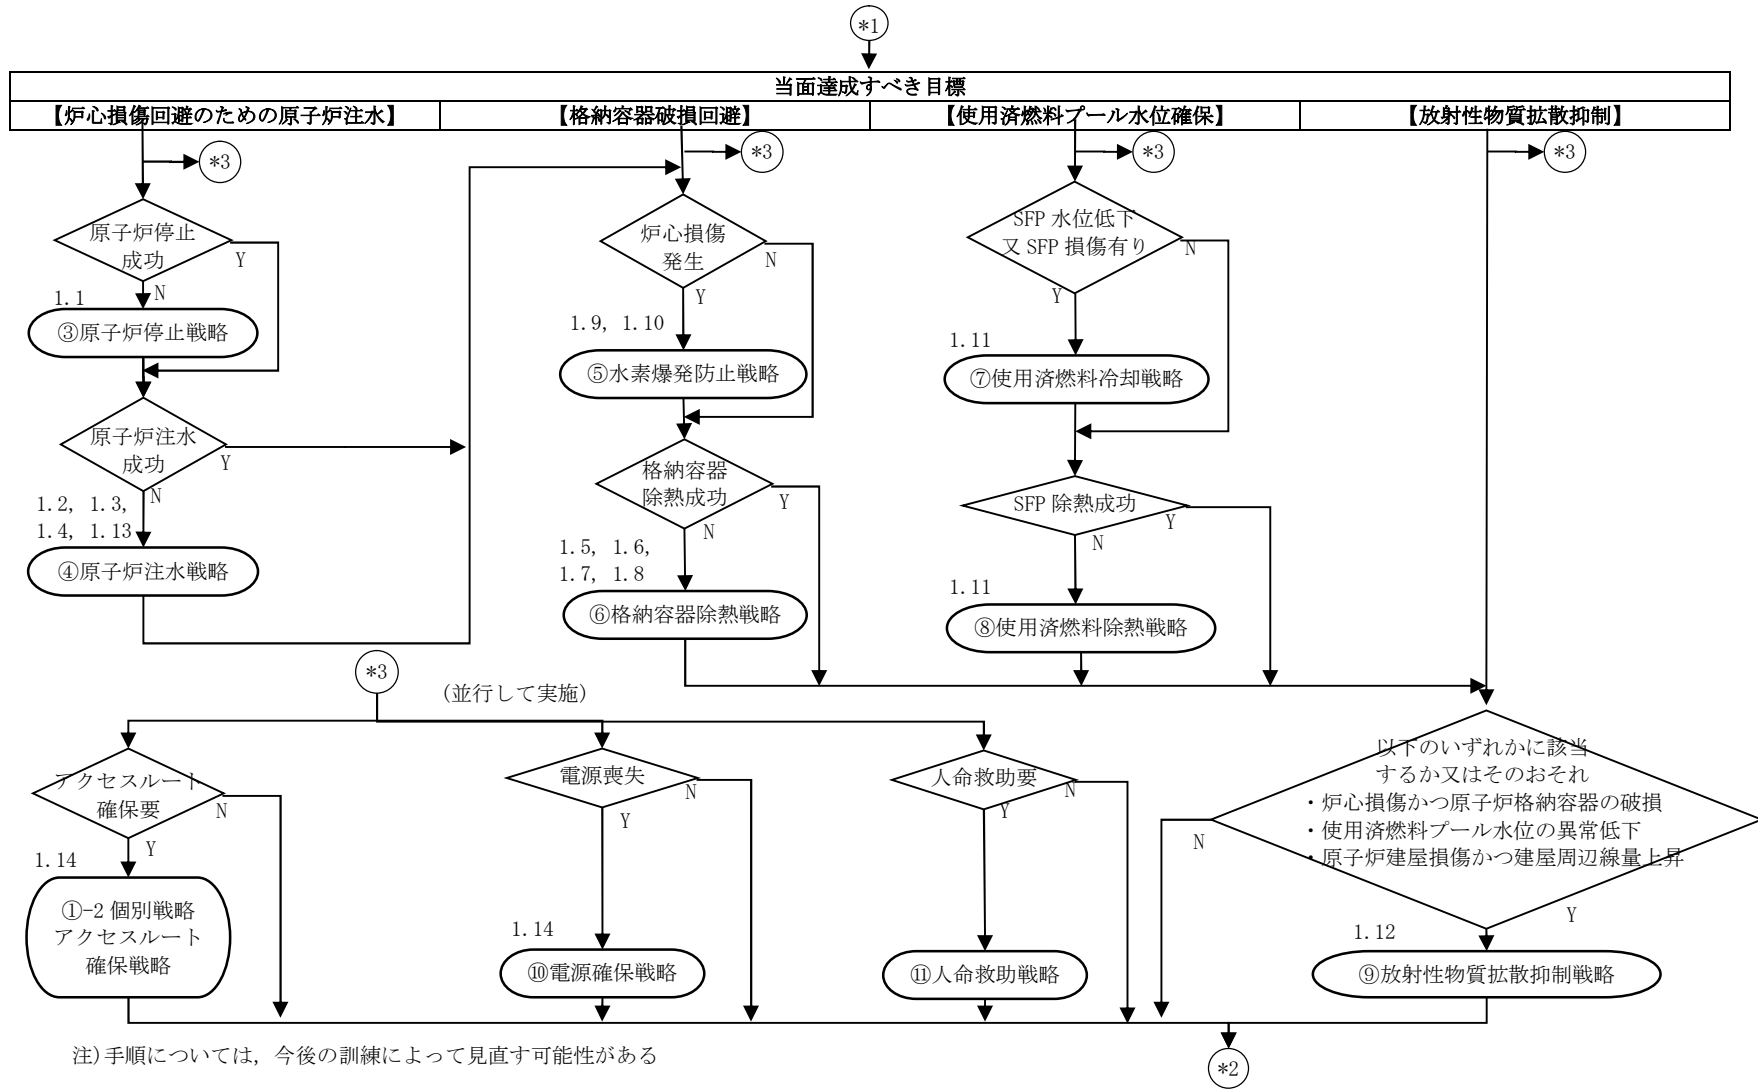 *1
当面達成すべき目標
【炉心損傷回避のための原子炉注水】
【格納容器破損回避】
【使用済燃料プール水位確保】
【放射性物質拡散抑制】
*3
*3
*3
*3
原子炉停止
成功
Y
N
1.1
③原子炉停止戦略
原子炉注水
成功
Y
N
1.2, 1.3,
1.4, 1.13
④原子炉注水戦略
炉心損傷
発生
N
Y
1.9, 1.10
⑤水素爆発防止戦略
格納容器
除熱成功
Y
N
1.5, 1.6,
1.7, 1.8
⑥格納容器除熱戦略
SFP 水位低下
又 SFP 損傷有り
N
Y
1.11
⑦使用済燃料冷却戦略
SFP 除熱成功
Y
N
1.11
⑧使用済燃料除熱戦略
*3
(並行して実施)
アクセスルート
確保要
N
Y
1.14
①-2 個別戦略
アクセスルート
確保戦略
電源喪失
N
Y
1.14
⑩電源確保戦略
人命救助要
N
Y
⑪人命救助戦略
以下のいずれかに該当
するか又はそのおそれ
・炉心損傷かつ原子炉格納容器の破損
・使用済燃料プール水位の異常低下
・原子炉建屋損傷かつ建屋周辺線量上昇
N
Y
1.12
⑨放射性物質拡散抑制戦略
*2
注)手順については, 今後の訓練によって見直す可能性がある